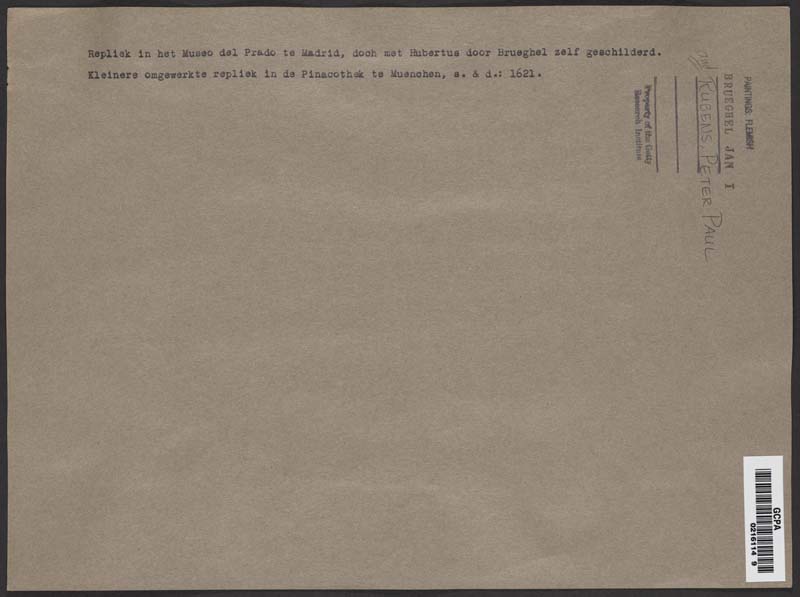 Repliek in het Museo del Prado te Madrid, doch met Hubertus door Brueghel zelf geschilderd.
Kleinere omgewerkte repliek in de Pinacothek te Muenchen, s. & d.: 1621.
PAINTINGS: FLEMISH
BRUEGHEL JAN I
and RUBENS, PETER PAUL
Property of the Getty
Research Institute
GCPA
0216114 9